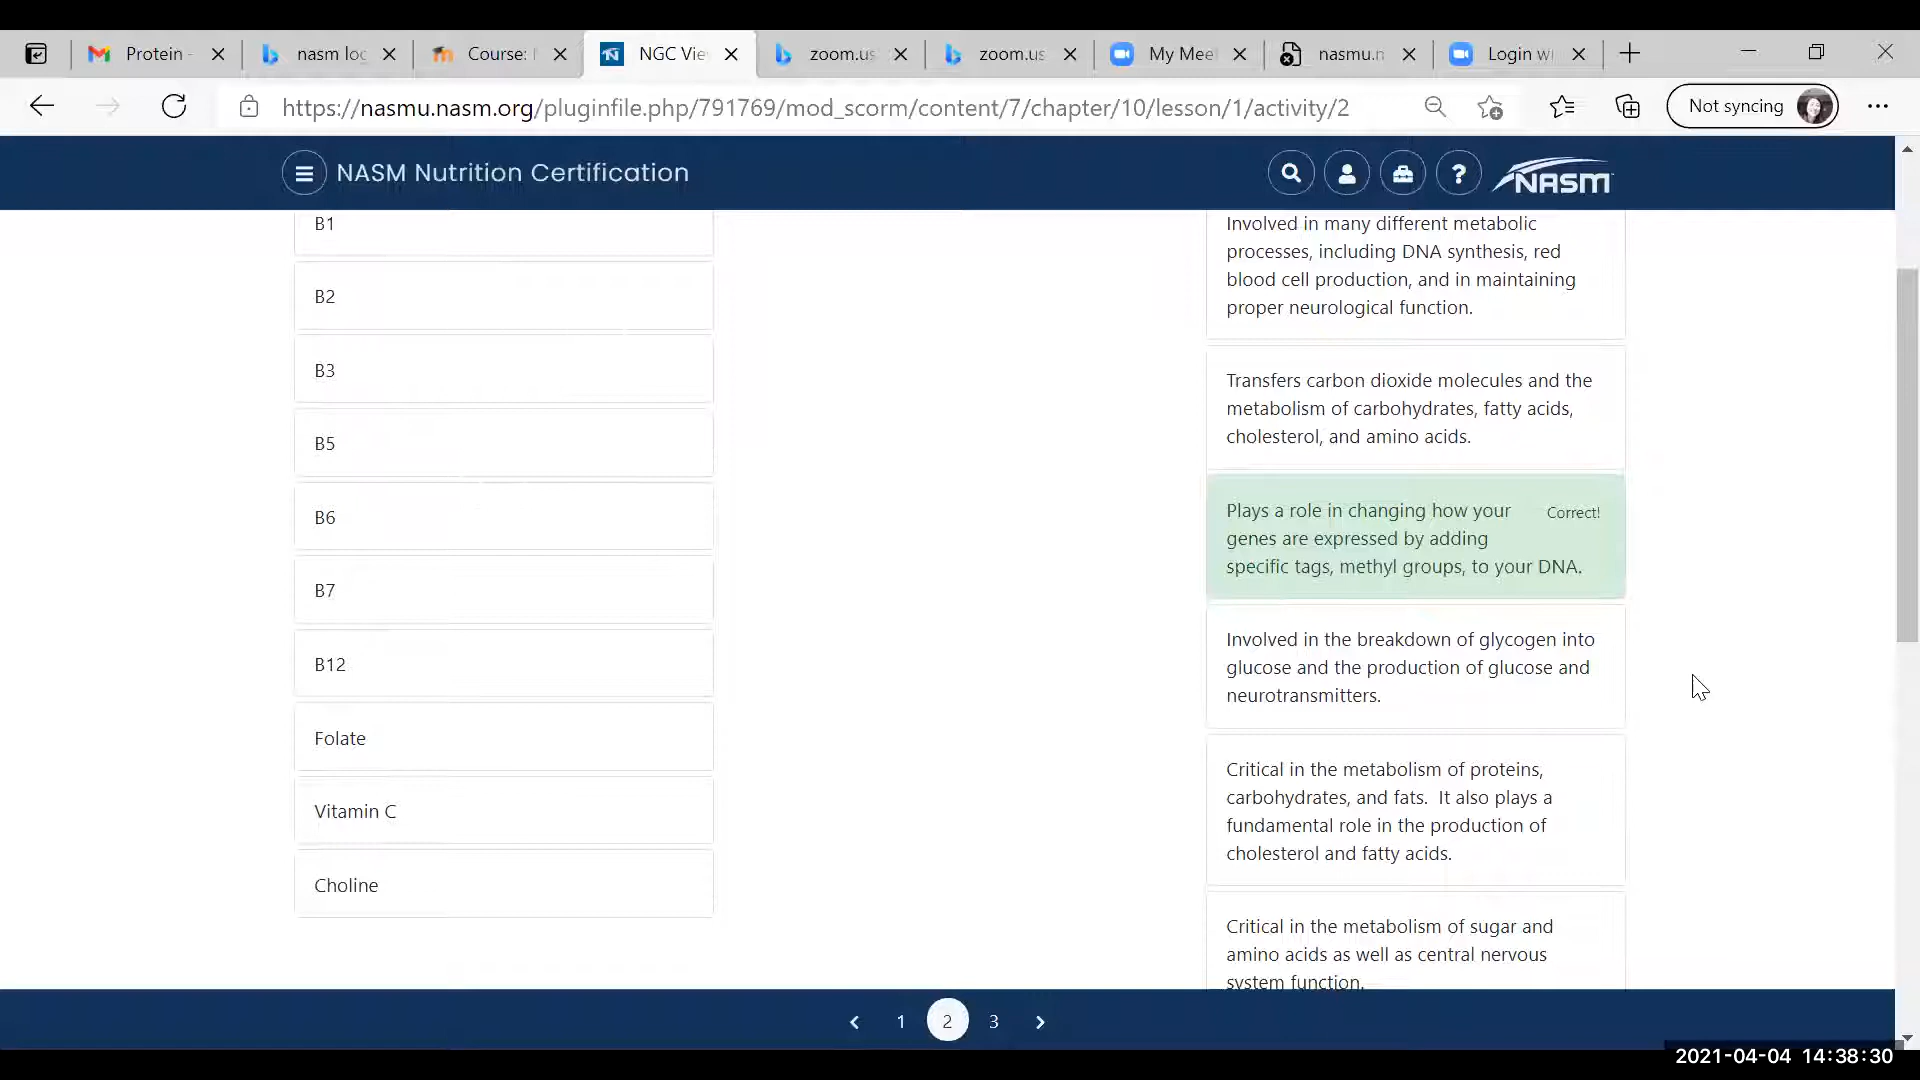 Protein -
nasm loc
Course: I
NGC Vie
zoom.us
zoom.us
My Meet
nasmu.n
Login wi
https://nasmu.nasm.org/pluginfile.php/791769/mod_scorm/content/7/chapter/10/lesson/1/activity/2
Not syncing
NASM Nutrition Certification
NASM
B1
B2
B3
B5
B6
B7
B12
Folate
Vitamin C
Choline
Involved in many different metabolic
processes, including DNA synthesis, red
blood cell production, and in maintaining
proper neurological function.
Transfers carbon dioxide molecules and the
metabolism of carbohydrates, fatty acids,
cholesterol, and amino acids.
Plays a role in changing how your
Correct!
genes are expressed by adding
specific tags, methyl groups, to your DNA.
Involved in the breakdown of glycogen into
glucose and the production of glucose and
neurotransmitters.
Critical in the metabolism of proteins,
carbohydrates, and fats. It also plays a
fundamental role in the production of
cholesterol and fatty acids.
Critical in the metabolism of sugar and
amino acids as well as central nervous
system function.
1
2
3
2021-04-04 14:38:30